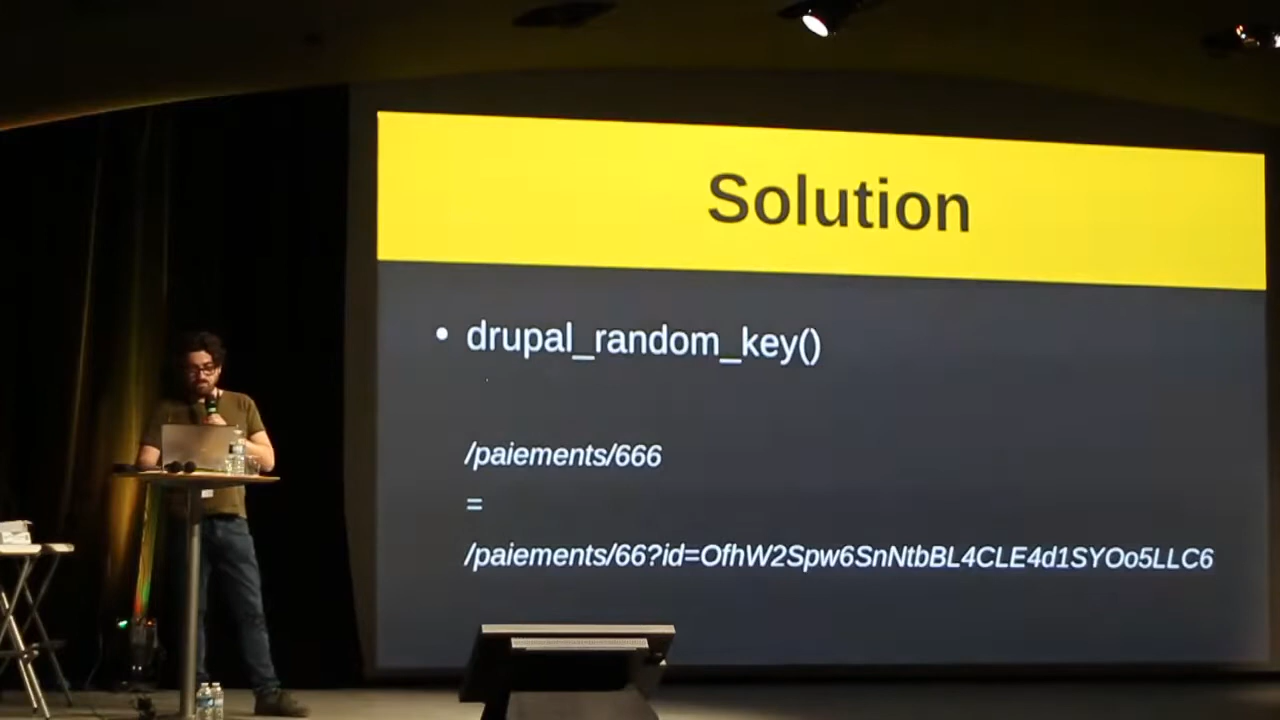 Solution
• drupal_random_key()
/paiements/666
=
/paiements/66?id=OfhW2Spw6SnNtbBL4CLE4d1SYOo5LLC6